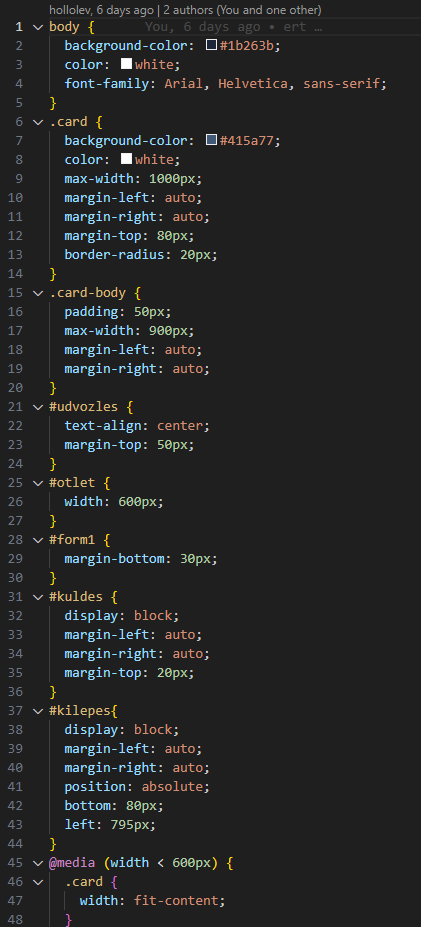 hollolev, 6 days ago | 2 authors (You and one other)
1 body { You, 6 days ago • ert …
2 background-color: #1b263b;
3 color: white;
4 font-family: Arial, Helvetica, sans-serif;
5 }
6 .card {
7 background-color: #415a77;
8 color: white;
9 max-width: 1000px;
10 margin-left: auto;
11 margin-right: auto;
12 margin-top: 80px;
13 border-radius: 20px;
14 }
15 .card-body {
16 padding: 50px;
17 max-width: 900px;
18 margin-left: auto;
19 margin-right: auto;
20 }
21 #udvozles {
22 text-align: center;
23 margin-top: 50px;
24 }
25 #otlet {
26 width: 600px;
27 }
28 #form1 {
29 margin-bottom: 30px;
30 }
31 #kuldes {
32 display: block;
33 margin-left: auto;
34 margin-right: auto;
35 margin-top: 20px;
36 }
37 #kilepes{
38 display: block;
39 margin-left: auto;
40 margin-right: auto;
41 position: absolute;
42 bottom: 80px;
43 left: 795px;
44 }
45 @media (width < 600px) {
46 .card {
47 width: fit-content;
48 }